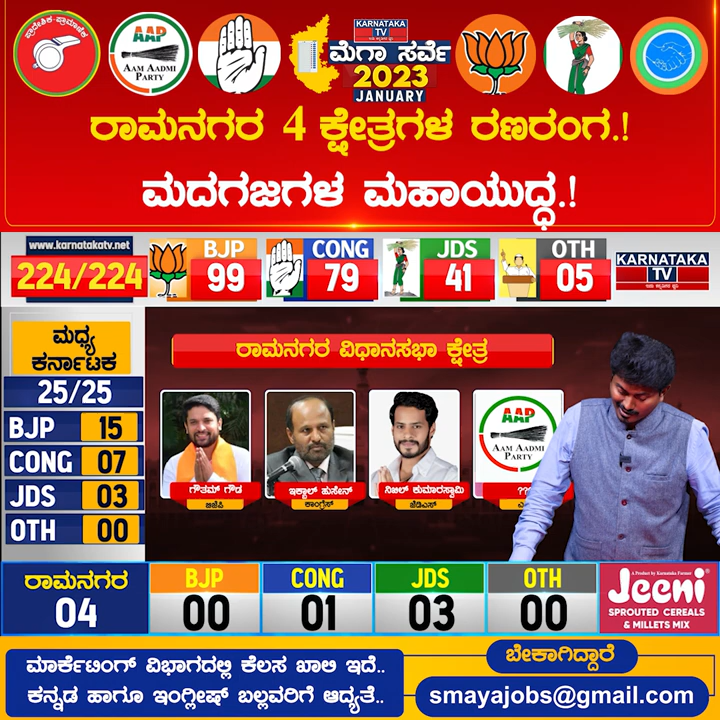 ಪ್ರಾದೇಶಿಕ-ಪ್ರಾಮಾಣಿಕ
AAP
AAM AADMI
PARTY
KARNATAKA
TV
ಮೆಗಾ ಸರ್ವೆ
2023
JANUARY
ರಾಮನಗರ 4 ಕ್ಷೇತ್ರಗಳ ರಣರಂಗ.!
ಮದಗಜಗಳ ಮಹಾಯುದ್ಧ.!
www.karnatakatv.net
224/224
BJP
99
CONG
79
JDS
41
OTH
05
KARNATAKA
TV
ಮಧ್ಯ
ಕರ್ನಾಟಕ
25/25
BJP 15
CONG 07
JDS 03
OTH 00
ರಾಮನಗರ ವಿಧಾನಸಭಾ ಕ್ಷೇತ್ರ
AAP
AAM AADMI
PARTY
ಗೌತಮ್ ಗೌಡ
ಬಿಜೆಪಿ
ಇಕ್ಬಾಲ್ ಹುಸೇನ್
ಕಾಂಗ್ರೆಸ್
ನಿಖಿಲ್ ಕುಮಾರಸ್ವಾಮಿ
ಜೆಡಿಎಸ್
ರಾಮನಗರ
04
BJP
00
CONG
01
JDS
03
OTH
00
A Product by Karnataka Farmer
Jeeni
SPROUTED CEREALS
& MILLETS MIX
ಮಾರ್ಕೆಟಿಂಗ್ ವಿಭಾಗದಲ್ಲಿ ಕೆಲಸ ಖಾಲಿ ಇದೆ..
ಕನ್ನಡ ಹಾಗೂ ಇಂಗ್ಲೀಷ್ ಬಲ್ಲವರಿಗೆ ಆದ್ಯತೆ..
ಬೇಕಾಗಿದ್ದಾರೆ
smayajobs@gmail.com